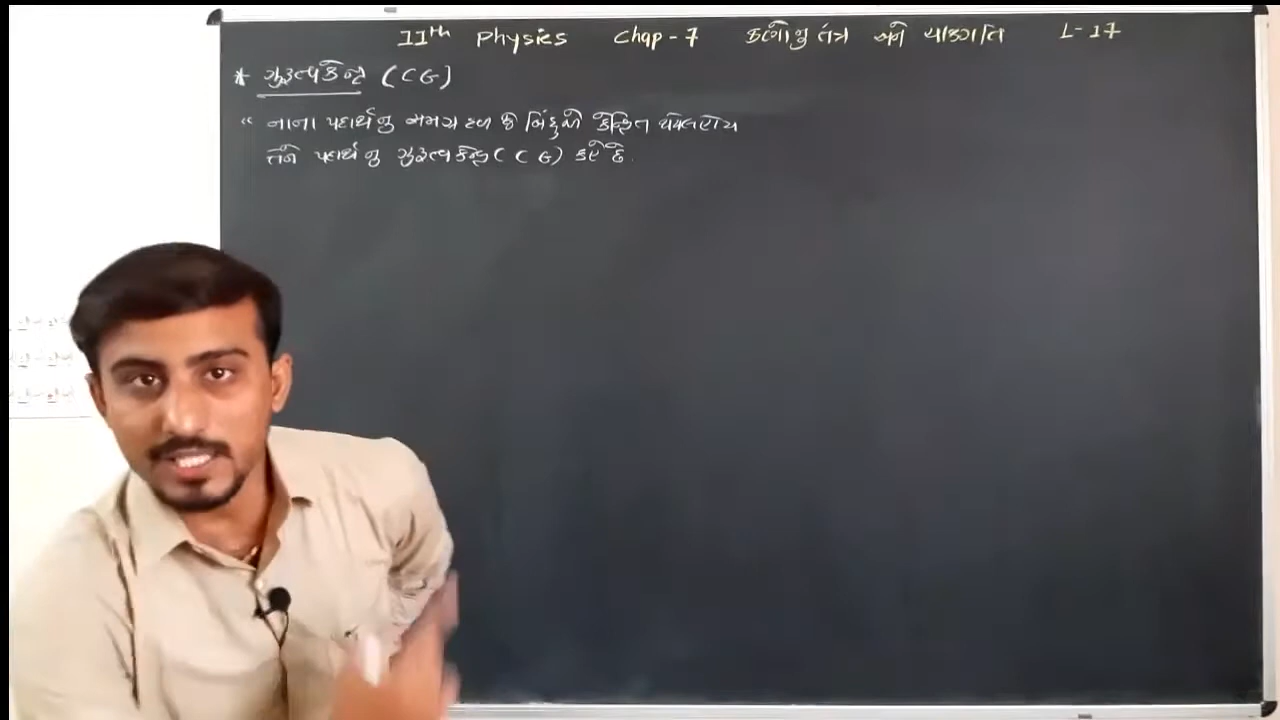 11th Physics Chap-7 કણોનુ તંત્ર અને ચાકગતિ L-17
* ગુરૂત્વકેન્દ્ર (CG)
" નાના પદાર્થનુ સમગ્ર દળ જે બિંદુએ કેન્દ્રિત થયેલ હોય
તેને પદાર્થનુ ગુરૂત્વકેન્દ્ર (CG) કહે છે.